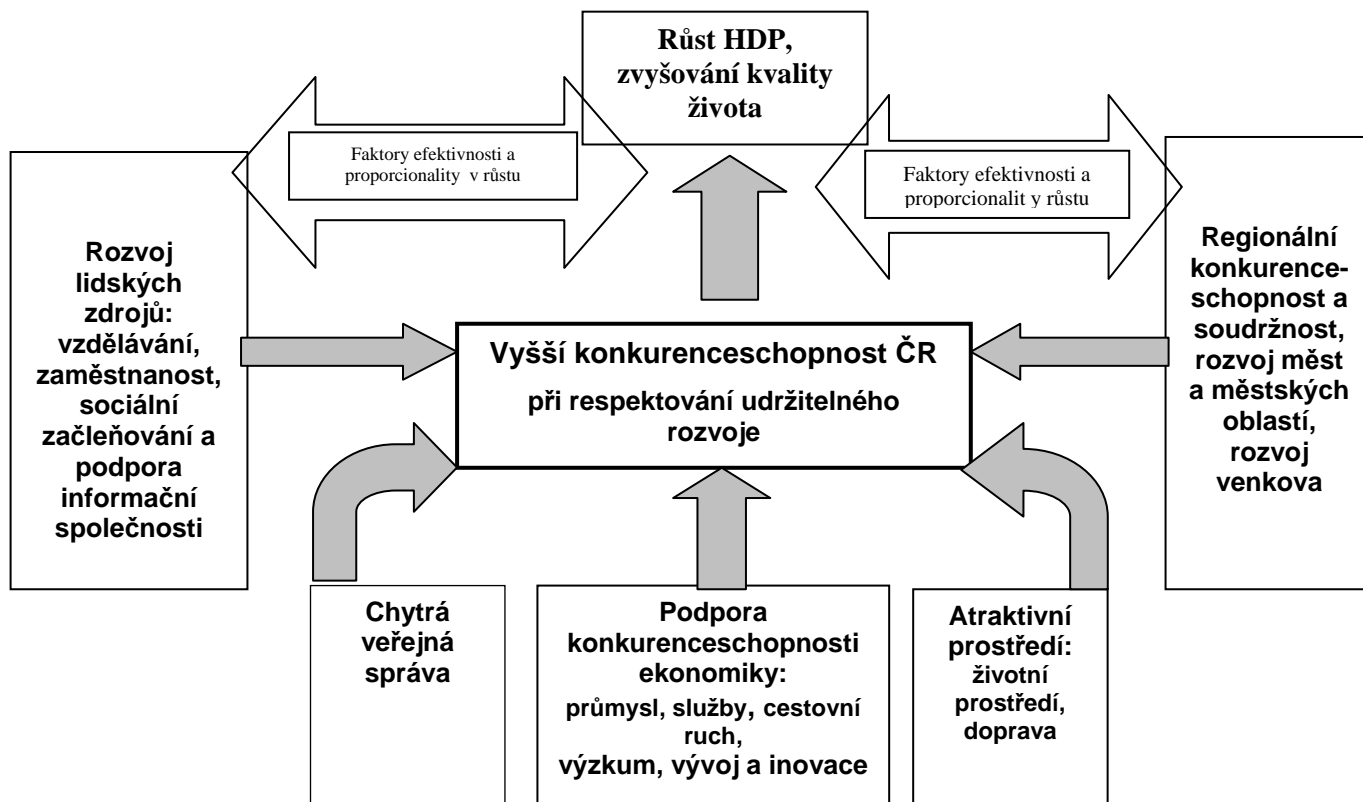 Růst HDP,
zvyšování kvality
života
Faktory efektivnosti a
proporcionality v růstu
Faktory efektivnosti a
proporcionalit y růstu
Rozvoj
lidských
zdrojů:
vzdělávání,
zaměstnanost,
sociální
začleňování a
podpora
informační
společnosti
Vyšší konkurenceschopnost ČR
při respektování udržitelného
rozvoje
Regionální
konkurence-
schopnost a
soudržnost,
rozvoj měst
a městských
oblastí,
rozvoj
venkova
Chytrá
veřejná
správa
Podpora
konkurenceschopnosti
ekonomiky:
průmysl, služby, cestovní
ruch,
výzkum, vývoj a inovace
Atraktivní
prostředí:
životní
prostředí,
doprava